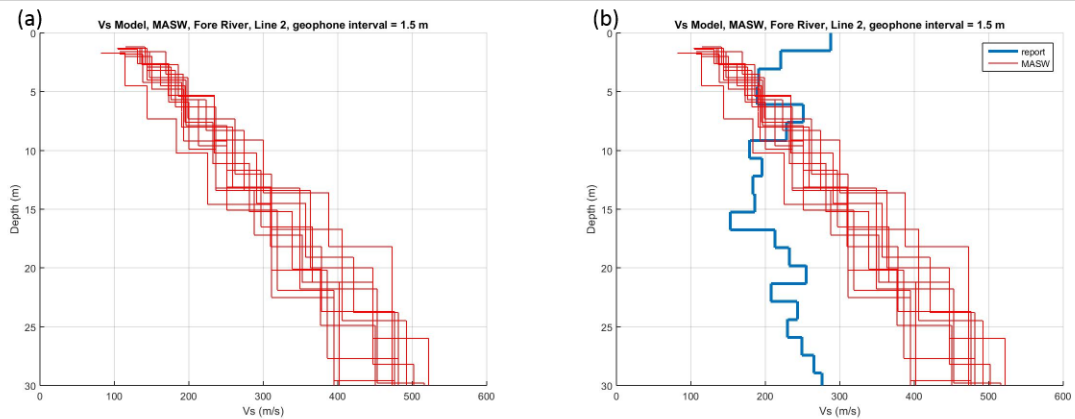 (a)
Vs Model, MASW, Fore River, Line 2, geophone interval = 1.5 m
0
5
10
15
20
25
30
Depth (m)
0 100 200 300 400 500 600
Vs (m/s)
(b)
Vs Model, MASW, Fore River, Line 2, geophone interval = 1.5 m
report
MASW
0
5
10
15
20
25
30
Depth (m)
0 100 200 300 400 500 600
Vs (m/s)